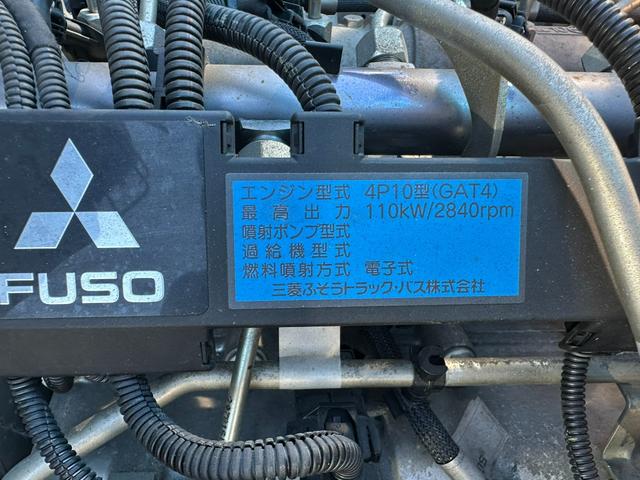 FUSO
エンジン型式 4P10型(GAT4)
最高出力 110kW/2840rpm
噴射ポンプ型式
過給機型式
燃料噴射方式 電子式
三菱ふそうトラック・バス株式会社